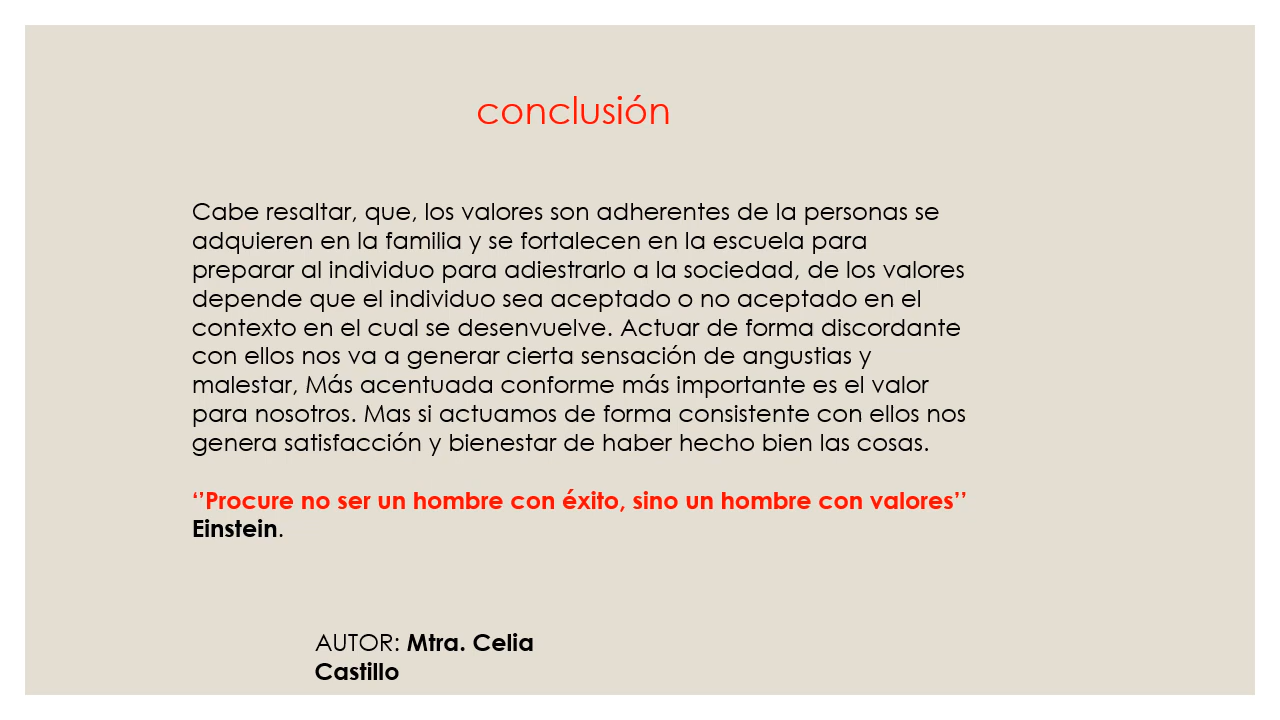 conclusión
Cabe resaltar, que, los valores son adherentes de la personas se
adquieren en la familia y se fortalecen en la escuela para
preparar al individuo para adiestrarlo a la sociedad, de los valores
depende que el individuo sea aceptado o no aceptado en el
contexto en el cual se desenvuelve. Actuar de forma discordante
con ellos nos va a generar cierta sensación de angustias y
malestar, Más acentuada conforme más importante es el valor
para nosotros. Mas si actuamos de forma consistente con ellos nos
genera satisfacción y bienestar de haber hecho bien las cosas.
‘’Procure no ser un hombre con éxito, sino un hombre con valores’’
Einstein.
AUTOR: Mtra. Celia
Castillo